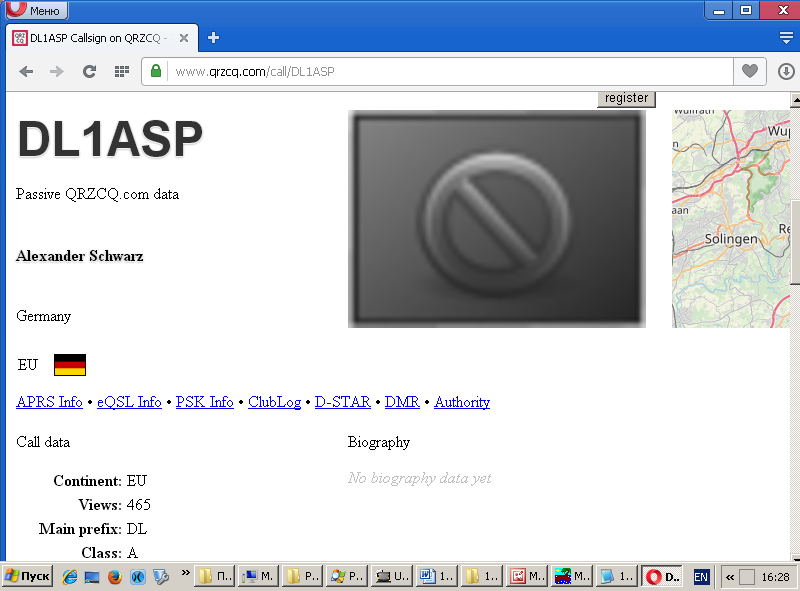 Меню
DL1ASP Callsign on QRZCQ -
www.qrzcq.com/call/DL1ASP
register
DL1ASP
Passive QRZCQ.com data
Alexander Schwarz
Germany
EU
Wülfrath
Wup
Solingen
Re
n
aan
APRS Info • eQSL Info • PSK Info • ClubLog • D-STAR • DMR • Authority
Call data
Biography
Continent: EU
No biography data yet
Views: 465
Main prefix: DL
Class: A
Пуск
» П.. М. Р.. Р.. U.. 1.. 1.. М.. М.. 1.. D.. EN « 16:28